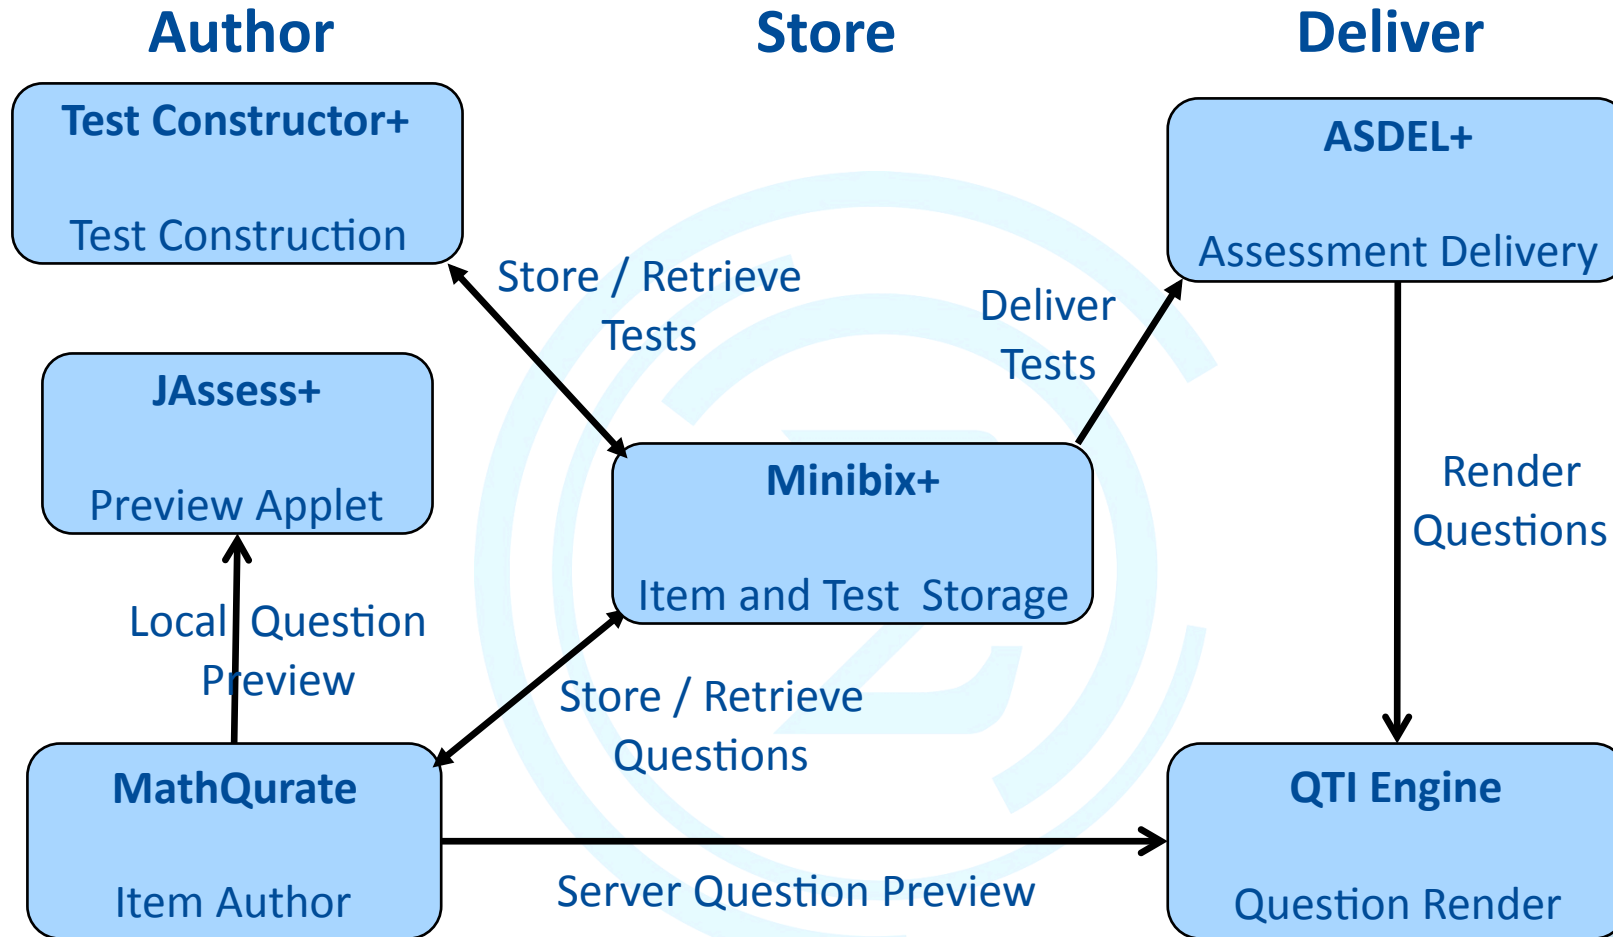 Author
Store
Deliver
Test Constructor+
Test Construction
ASDEL+
Assessment Delivery
Store / Retrieve
Tests
Deliver
Tests
JAssess+
Preview Applet
Minibix+
Item and Test  Storage
Render
Questions
Local  Question
Preview
Store / Retrieve
Questions
MathQurate
Item Author
Server Question Preview
QTI Engine
Question Render